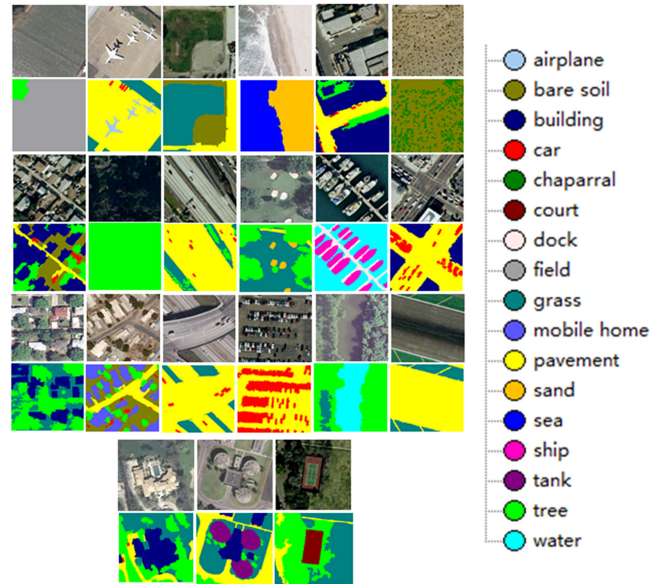 airplane
bare soil
building
car
chaparral
court
dock
field
grass
mobile home
pavement
sand
sea
ship
tank
tree
water